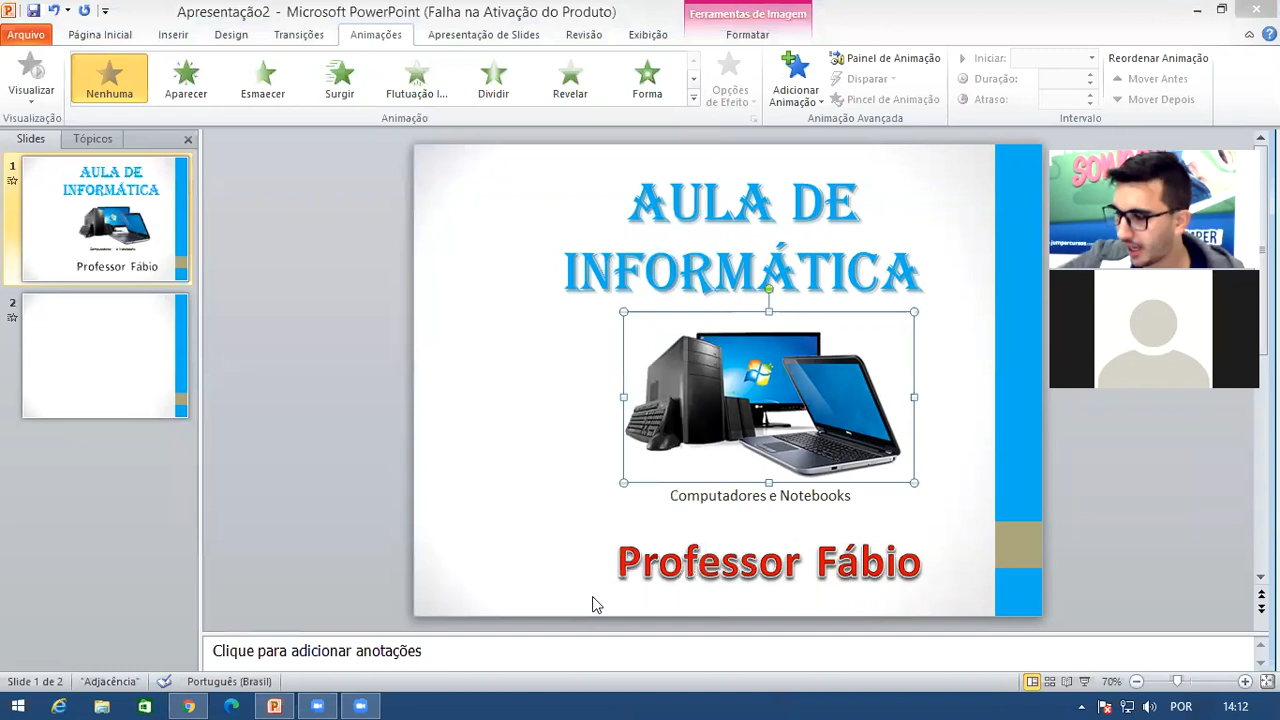 Apresentação2 - Microsoft PowerPoint (Falha na Ativação do Produto)
Ferramentas de Imagem
Arquivo Página Inicial Inserir Design Transições Animações Apresentação de Slides Revisão Exibição Formatar
Visualizar
Nenhuma Aparecer Esmaecer Surgir Flutuação I... Dividir Revelar Forma
Opções de Efeito
Adicionar Animação
Painel de Animação
Disparar
Pincel de Animação
Iniciar:
Duração:
Atraso:
Reordenar Animação
Mover Antes
Mover Depois
Visualização Animação Animação Avançada Intervalo
Slides Tópicos
1
AULA DE
INFORMÁTICA
Computadores e Notebooks
Professor Fábio
2
AULA DE
INFORMÁTICA
Computadores e Notebooks
Professor Fábio
Clique para adicionar anotações
Slide 1 de 2 "Adjacência" Português (Brasil) 70%
POR 14:12